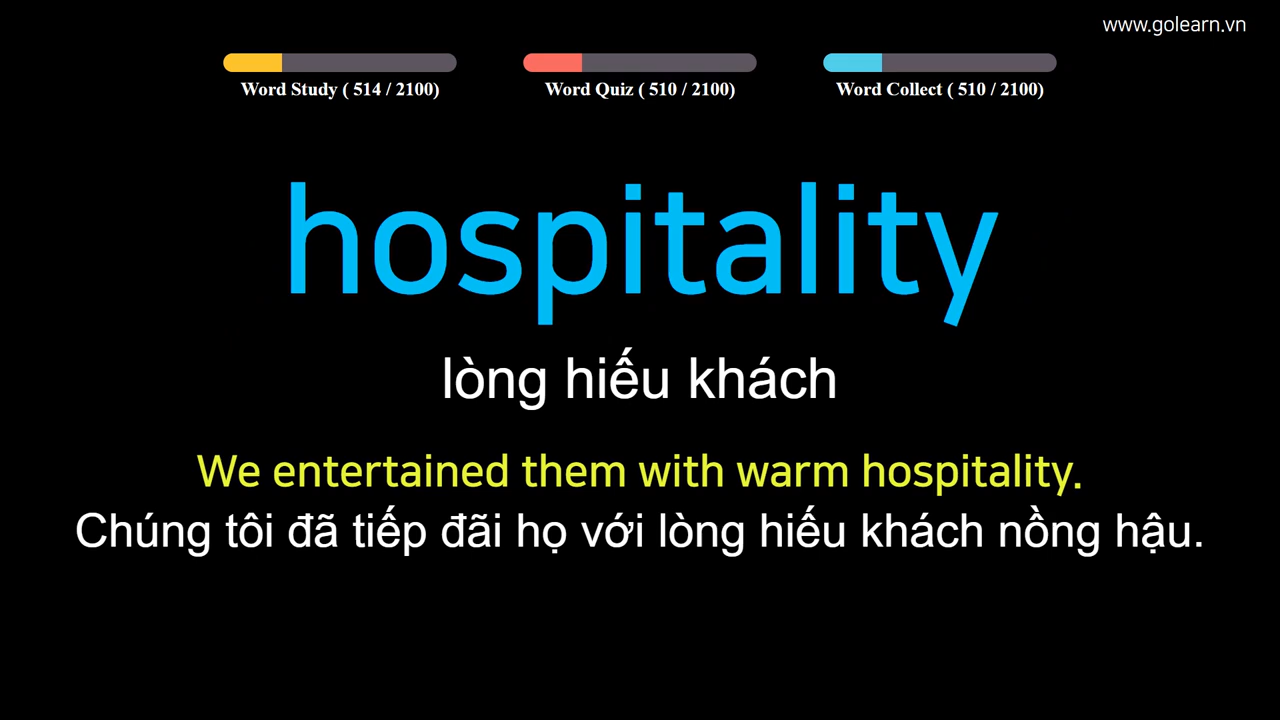 www.golearn.vn
Word Study ( 514 / 2100) Word Quiz ( 510 / 2100) Word Collect ( 510 / 2100)
hospitality
lòng hiếu khách
We entertained them with warm hospitality.
Chúng tôi đã tiếp đãi họ với lòng hiếu khách nồng hậu.